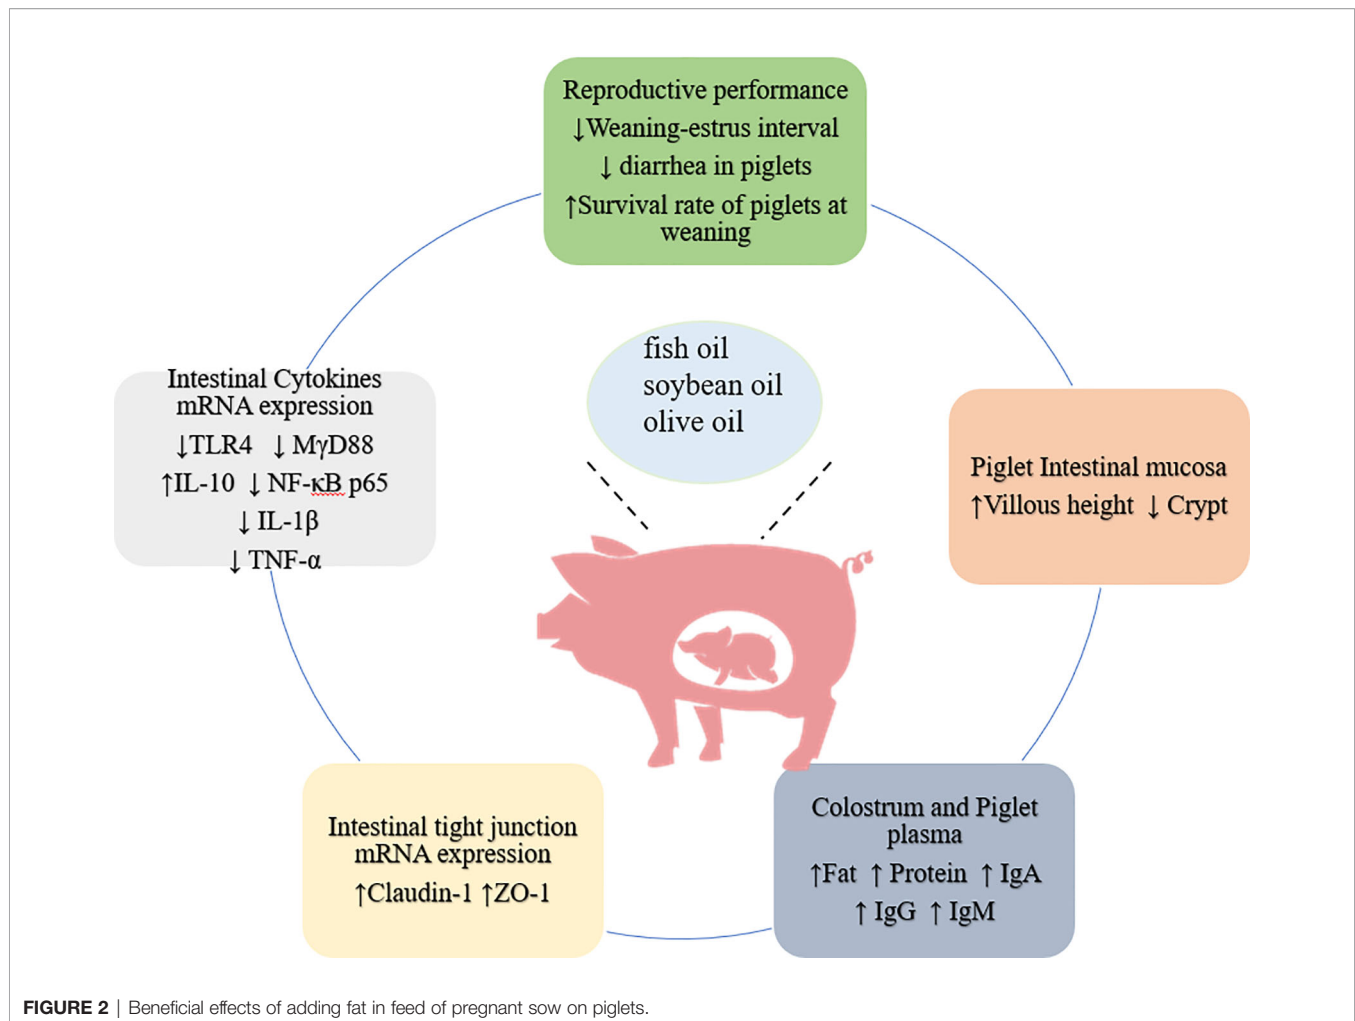 Reproductive performance
↓Weaning-estrus interval
↓ diarrhea in piglets
↑Survival rate of piglets at
weaning
fish oil
soybean oil
olive oil
Intestinal Cytokines
mRNA expression
↓TLR4 ↓ MγD88
↑IL-10 ↓ NF-κB p65
↓ IL-1β
↓ TNF-α
Piglet Intestinal mucosa
↑Villous height ↓ Crypt
Intestinal tight junction
mRNA expression
↑Claudin-1 ↑ZO-1
Colostrum and Piglet
plasma
↑Fat ↑ Protein ↑ IgA
↑ IgG ↑ IgM
FIGURE 2 | Beneficial effects of adding fat in feed of pregnant sow on piglets.